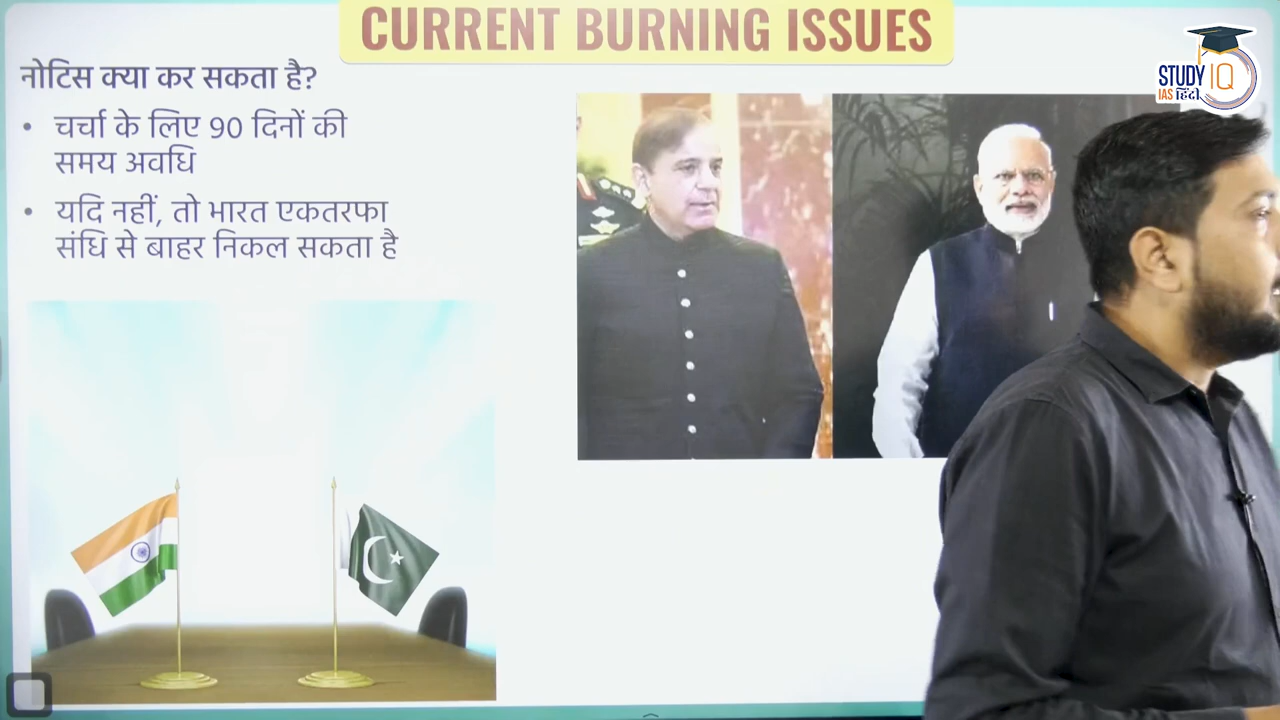 CURRENT BURNING ISSUES
STUDY IQ
IAS हिंदी
नोटिस क्या कर सकता है?
• चर्चा के लिए 90 दिनों की
समय अवधि
• यदि नहीं, तो भारत एकतरफा
संधि से बाहर निकल सकता है